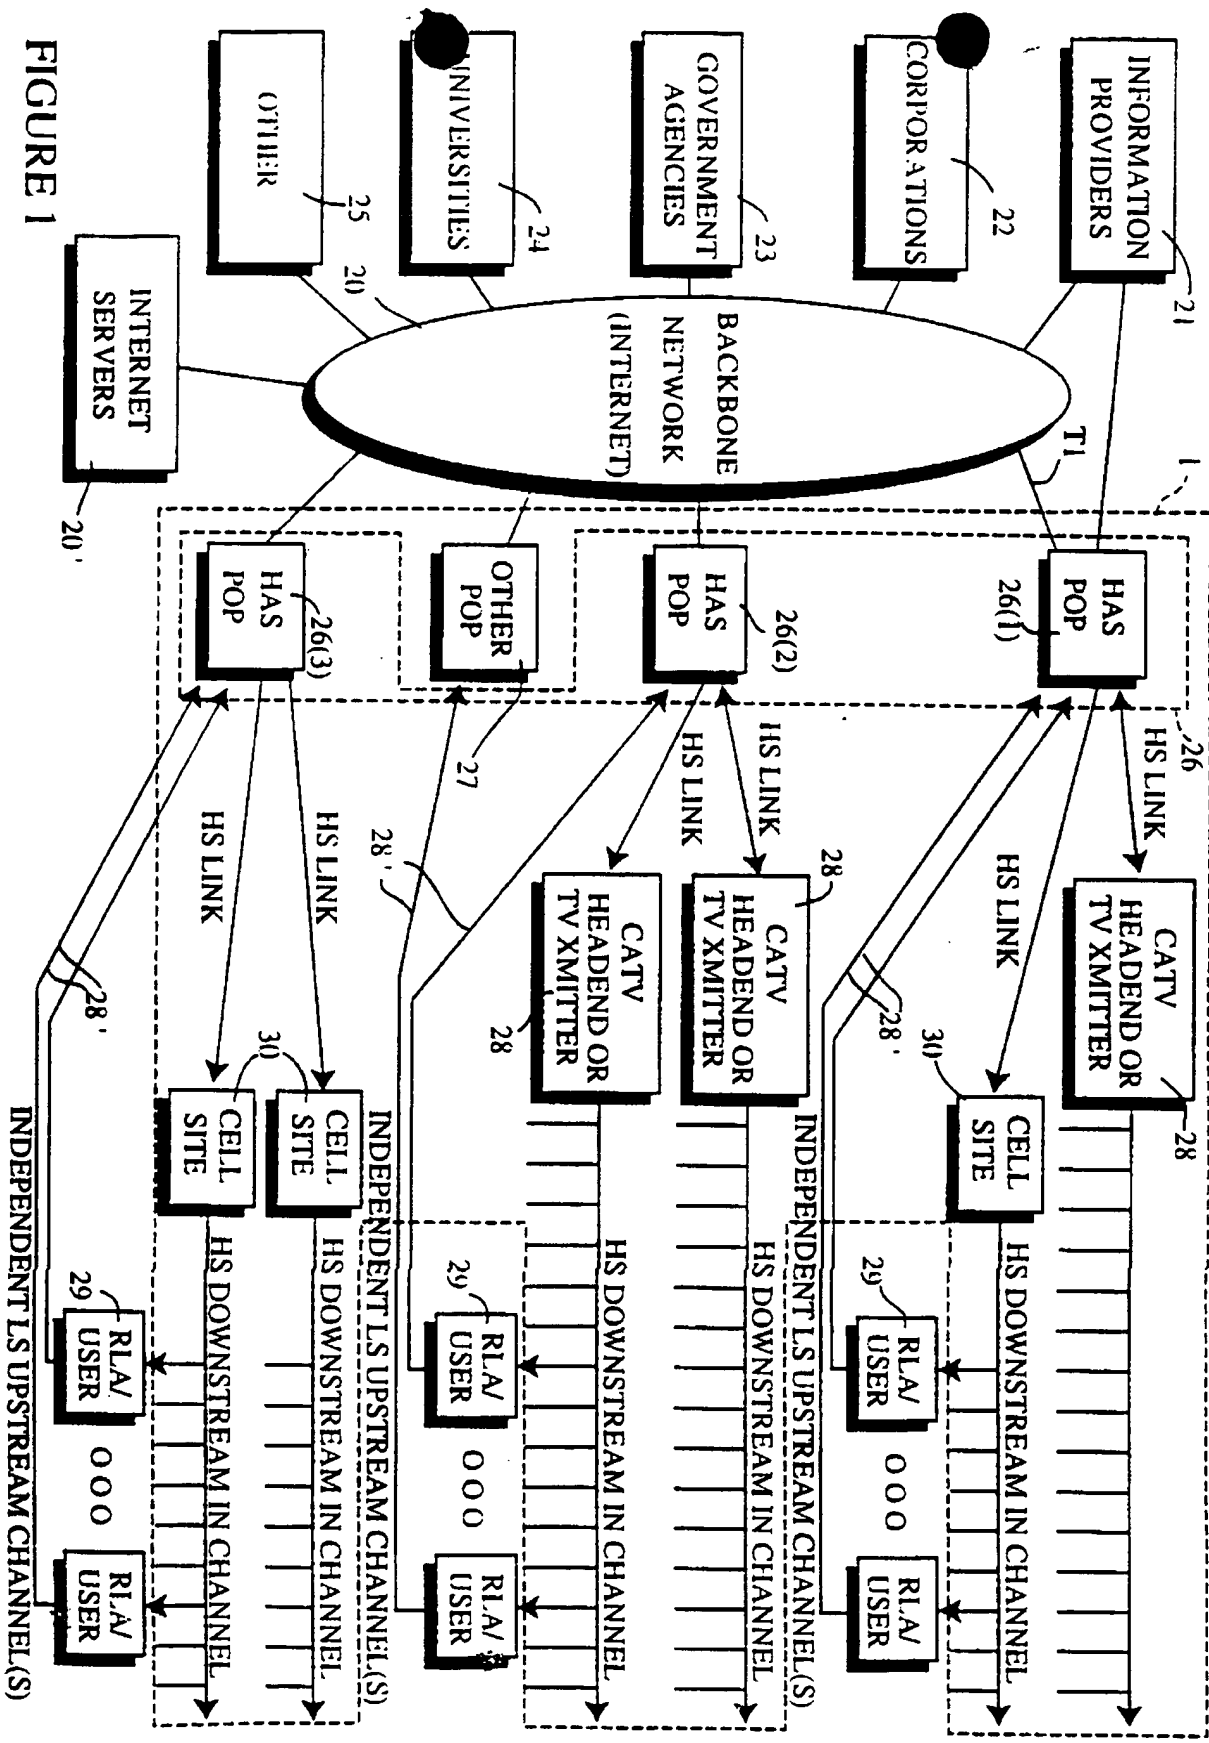 INFORMATION
PROVIDERS
21
CORPORATIONS
22
GOVERNMENT
AGENCIES
23
NIVERSITIES
24
OTHER
25
20
BACKBONE
NETWORK
(INTERNET)
INTERNET
SERVERS
20'
T1
1
HAS
POP
26(1)
HAS
POP
26(2)
OTHER
POP
27
HAS
POP
26(3)
26
HS LINK
HS LINK
HS LINK
HS LINK
HS LINK
HS LINK
CATV
HEADEND OR
TV XMITTER
28
CELL
SITE
30
28'
CATV
HEADEND OR
TV XMITTER
28
CATV
HEADEND OR
TV XMITTER
28
28'
CELL
SITE
CELL
SITE
30
28'
HS DOWNSTREAM IN CHANNEL
RLA/
USER
29
O O O
RLA/
USER
INDEPENDENT LS UPSTREAM CHANNEL(S)
HS DOWNSTREAM IN CHANNEL
HS DOWNSTREAM IN CHANNEL
RLA/
USER
29
O O O
RLA/
USER
INDEPENDENT LS UPSTREAM CHANNEL(S)
HS DOWNSTREAM IN CHANNEL
HS DOWNSTREAM IN CHANNEL
RLA/
USER
29
O O O
RLA/
USER
INDEPENDENT LS UPSTREAM CHANNEL(S)
FIGURE 1